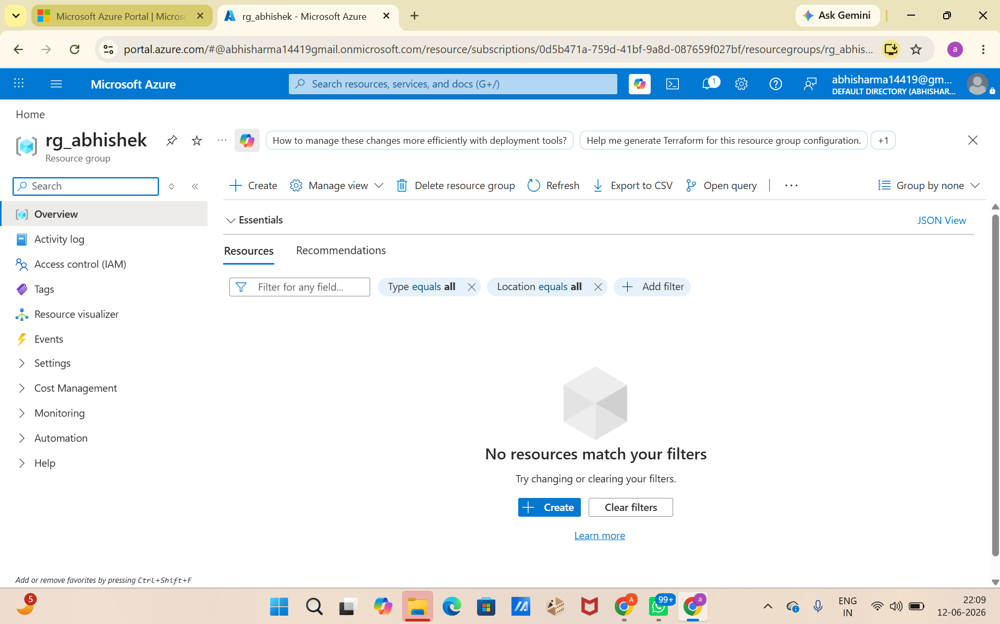 Microsoft Azure Portal | Micros
rg_abhishek - Microsoft Azure
Ask Gemini
portal.azure.com/#@abhisharma14419gmail.onmicrosoft.com/resource/subscriptions/0d5b471a-759d-41bf-9a8d-087659f027bf/resourcegroups/rg_abhis...
a
Microsoft Azure
Search resources, services, and docs (G+/)
1
abhisharma14419@gm...
DEFAULT DIRECTORY (ABHISHAR...
Home
rg_abhishek
Resource group
How to manage these changes more efficiently with deployment tools?
Help me generate Terraform for this resource group configuration.
+1
Search
Create
Manage view
Delete resource group
Refresh
Export to CSV
Open query
Group by none
Overview
Activity log
Access control (IAM)
Tags
Resource visualizer
Events
Settings
Cost Management
Monitoring
Automation
Help
Essentials
JSON View
Resources
Recommendations
Filter for any field...
Type equals all
Location equals all
Add filter
No resources match your filters
Try changing or clearing your filters.
Create
Clear filters
Learn more
Add or remove favorites by pressing Ctrl+Shift+F
5
A
99+
a
ENG
IN
22:09
12-06-2026